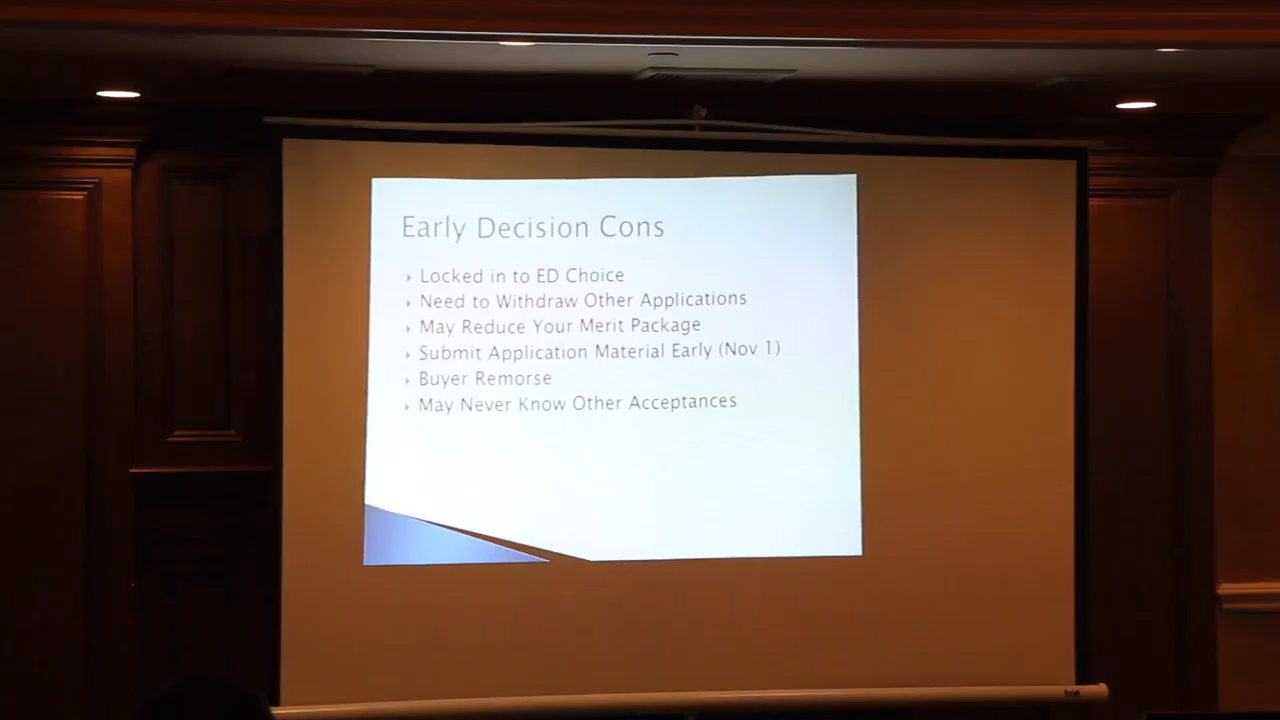 Early Decision Cons
Locked in to ED Choice
Need to Withdraw Other Applications
May Reduce Your Merit Package
Submit Application Material Early (Nov 1)
Buyer Remorse
May Never Know Other Acceptances